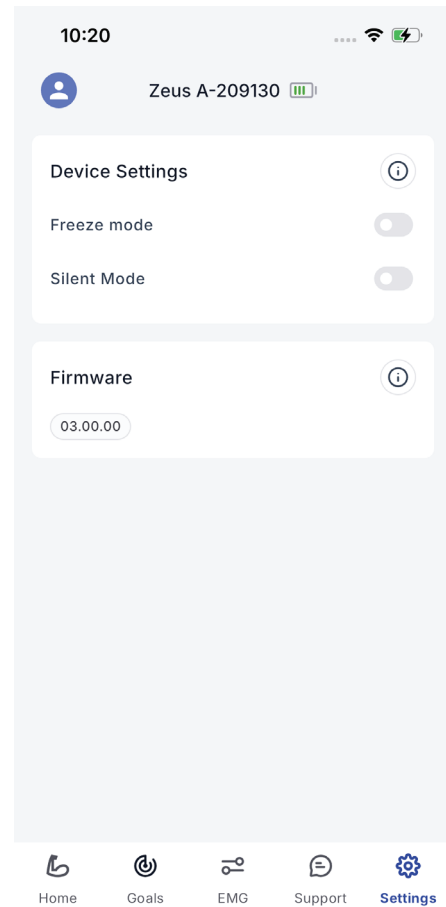 10:20
Zeus A-209130
Device Settings
Freeze mode
Silent Mode
Firmware
03.00.00
Home Goals EMG Support Settings